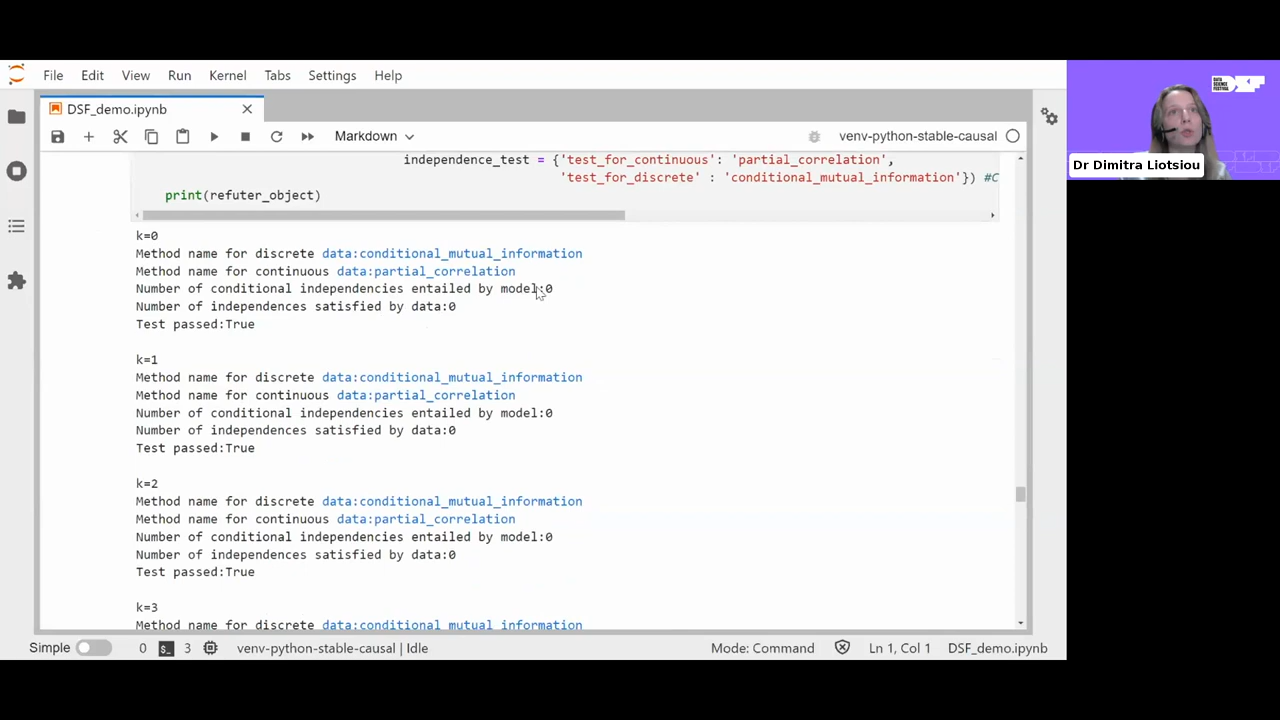 File Edit View Run Kernel Tabs Settings Help
DSF_demo.ipynb
Markdown
venv-python-stable-causal
independence_test = {'test_for_continuous': 'partial_correlation',
'test_for_discrete' : 'conditional_mutual_information'}) #C
print(refuter_object)
k=0
Method name for discrete data:conditional_mutual_information
Method name for continuous data:partial_correlation
Number of conditional independencies entailed by model:0
Number of independences satisfied by data:0
Test passed:True
k=1
Method name for discrete data:conditional_mutual_information
Method name for continuous data:partial_correlation
Number of conditional independencies entailed by model:0
Number of independences satisfied by data:0
Test passed:True
k=2
Method name for discrete data:conditional_mutual_information
Method name for continuous data:partial_correlation
Number of conditional independencies entailed by model:0
Number of independences satisfied by data:0
Test passed:True
k=3
Method name for discrete data:conditional_mutual_information
Simple 0 3 venv-python-stable-causal | Idle Mode: Command Ln 1, Col 1 DSF_demo.ipynb
DATA
SCIENCE
FESTIVAL
Dr Dimitra Liotsiou